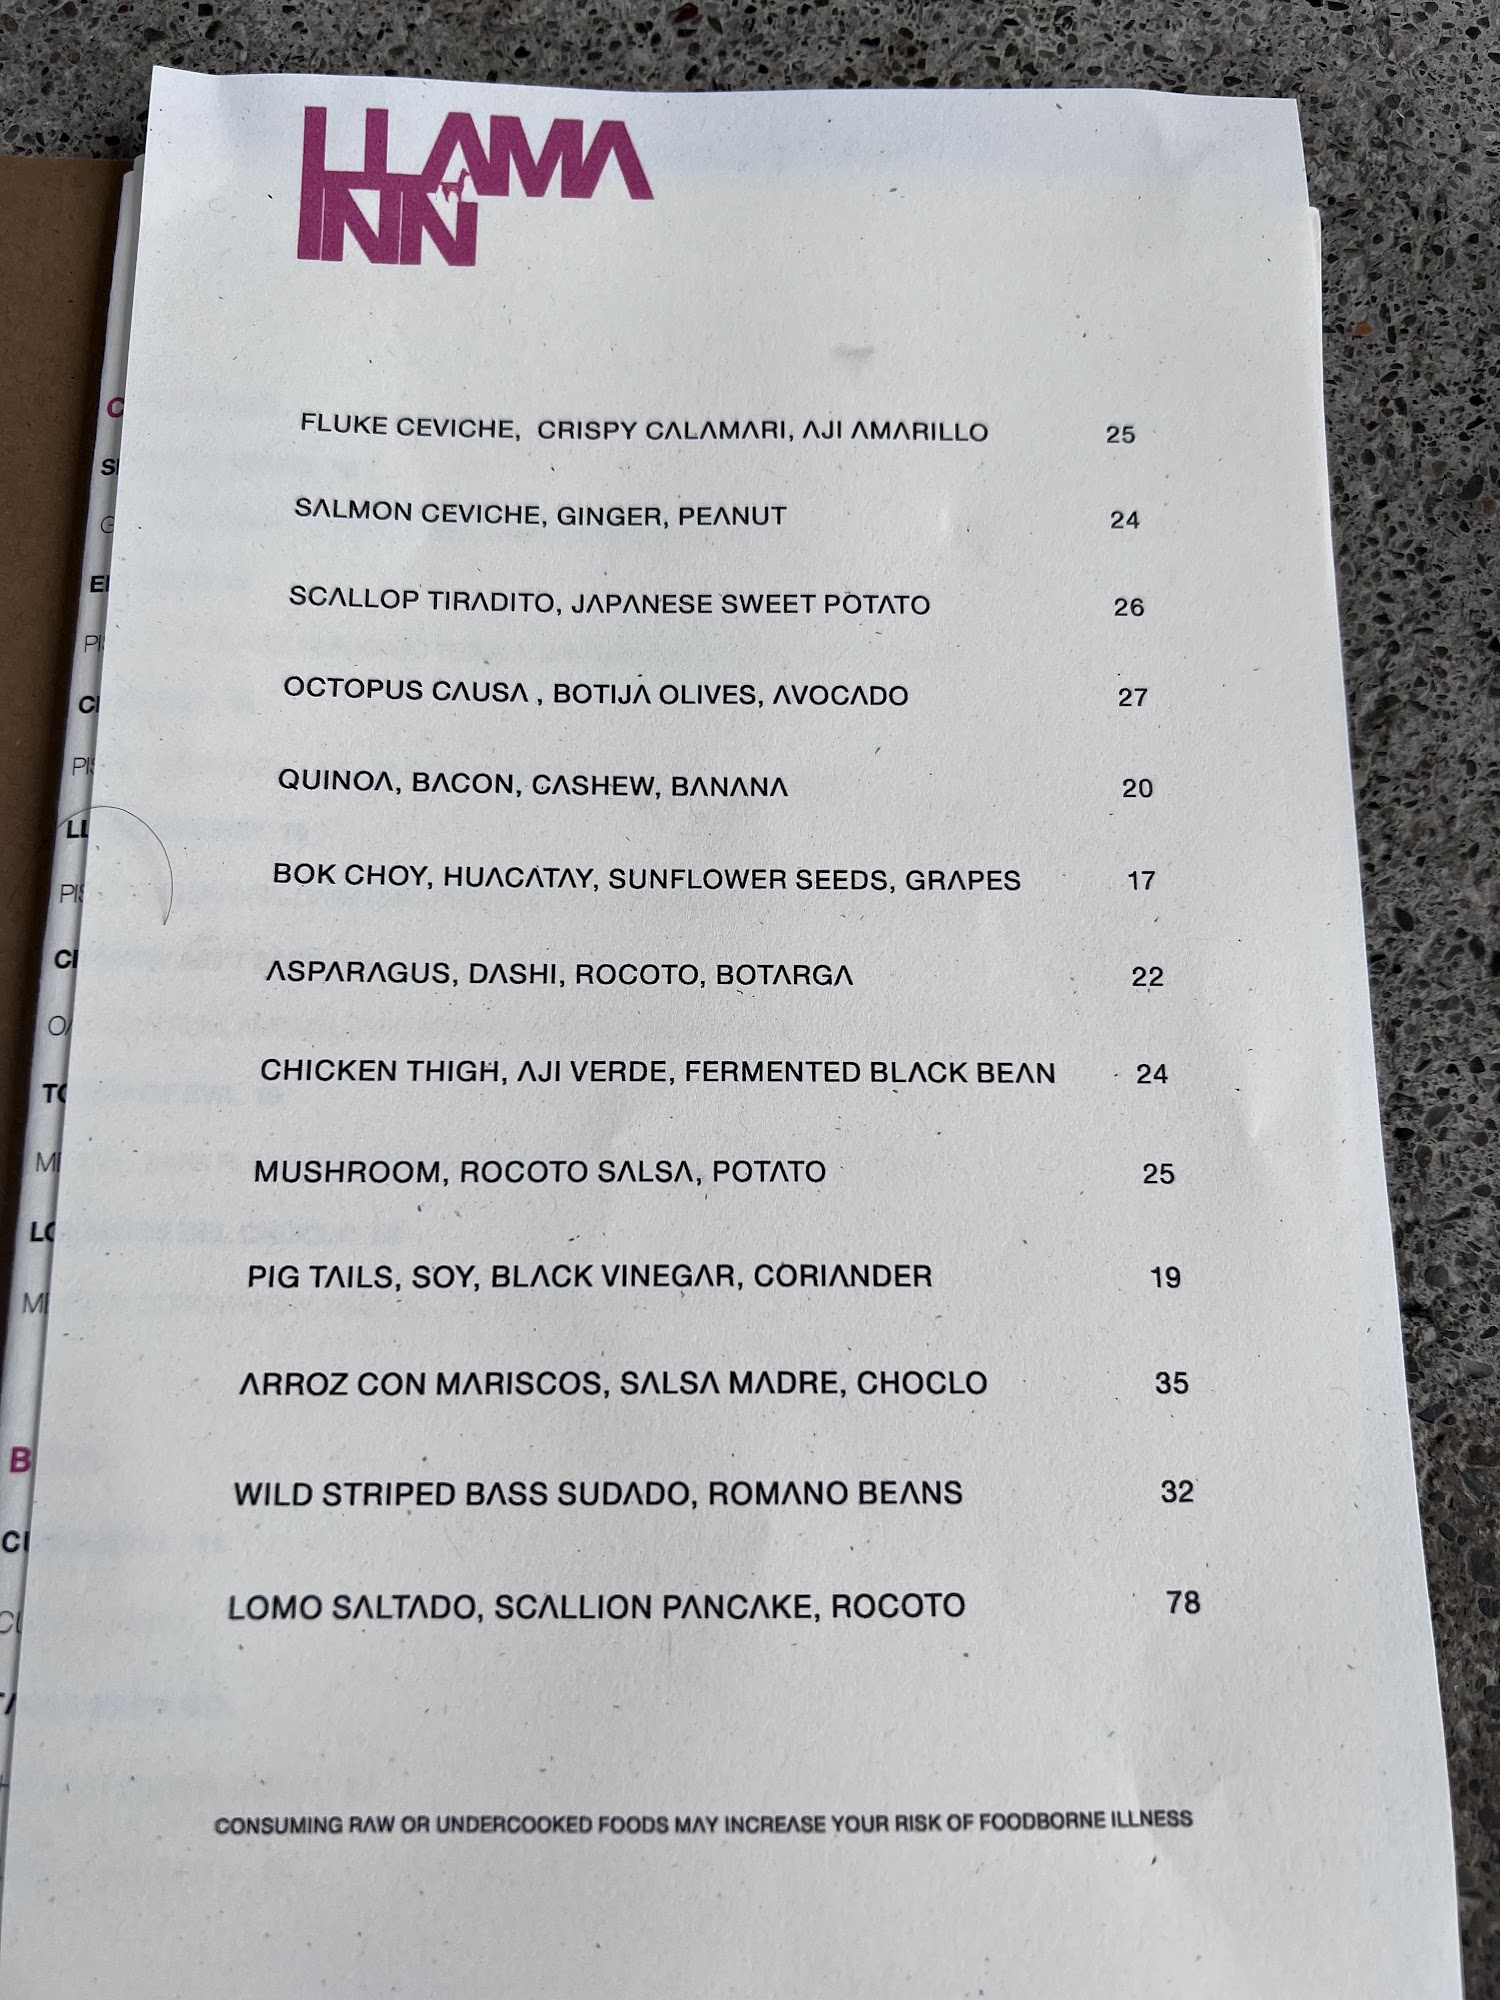 LLAMA
INN
FLUKE CEVICHE, CRISPY CALAMARI, AJI AMARILLO 25
SALMON CEVICHE, GINGER, PEANUT 24
SCALLOP TIRADITO, JAPANESE SWEET POTATO 26
OCTOPUS CAUSA , BOTIJA OLIVES, AVOCADO 27
QUINOA, BACON, CASHEW, BANANA 20
BOK CHOY, HUACATAY, SUNFLOWER SEEDS, GRAPES 17
ASPARAGUS, DASHI, ROCOTO, BOTARGA 22
CHICKEN THIGH, AJI VERDE, FERMENTED BLACK BEAN 24
MUSHROOM, ROCOTO SALSA, POTATO 25
PIG TAILS, SOY, BLACK VINEGAR, CORIANDER 19
ARROZ CON MARISCOS, SALSA MADRE, CHOCLO 35
WILD STRIPED BASS SUDADO, ROMANO BEANS 32
LOMO SALTADO, SCALLION PANCAKE, ROCOTO 78
CONSUMING RAW OR UNDERCOOKED FOODS MAY INCREASE YOUR RISK OF FOODBORNE ILLNESS